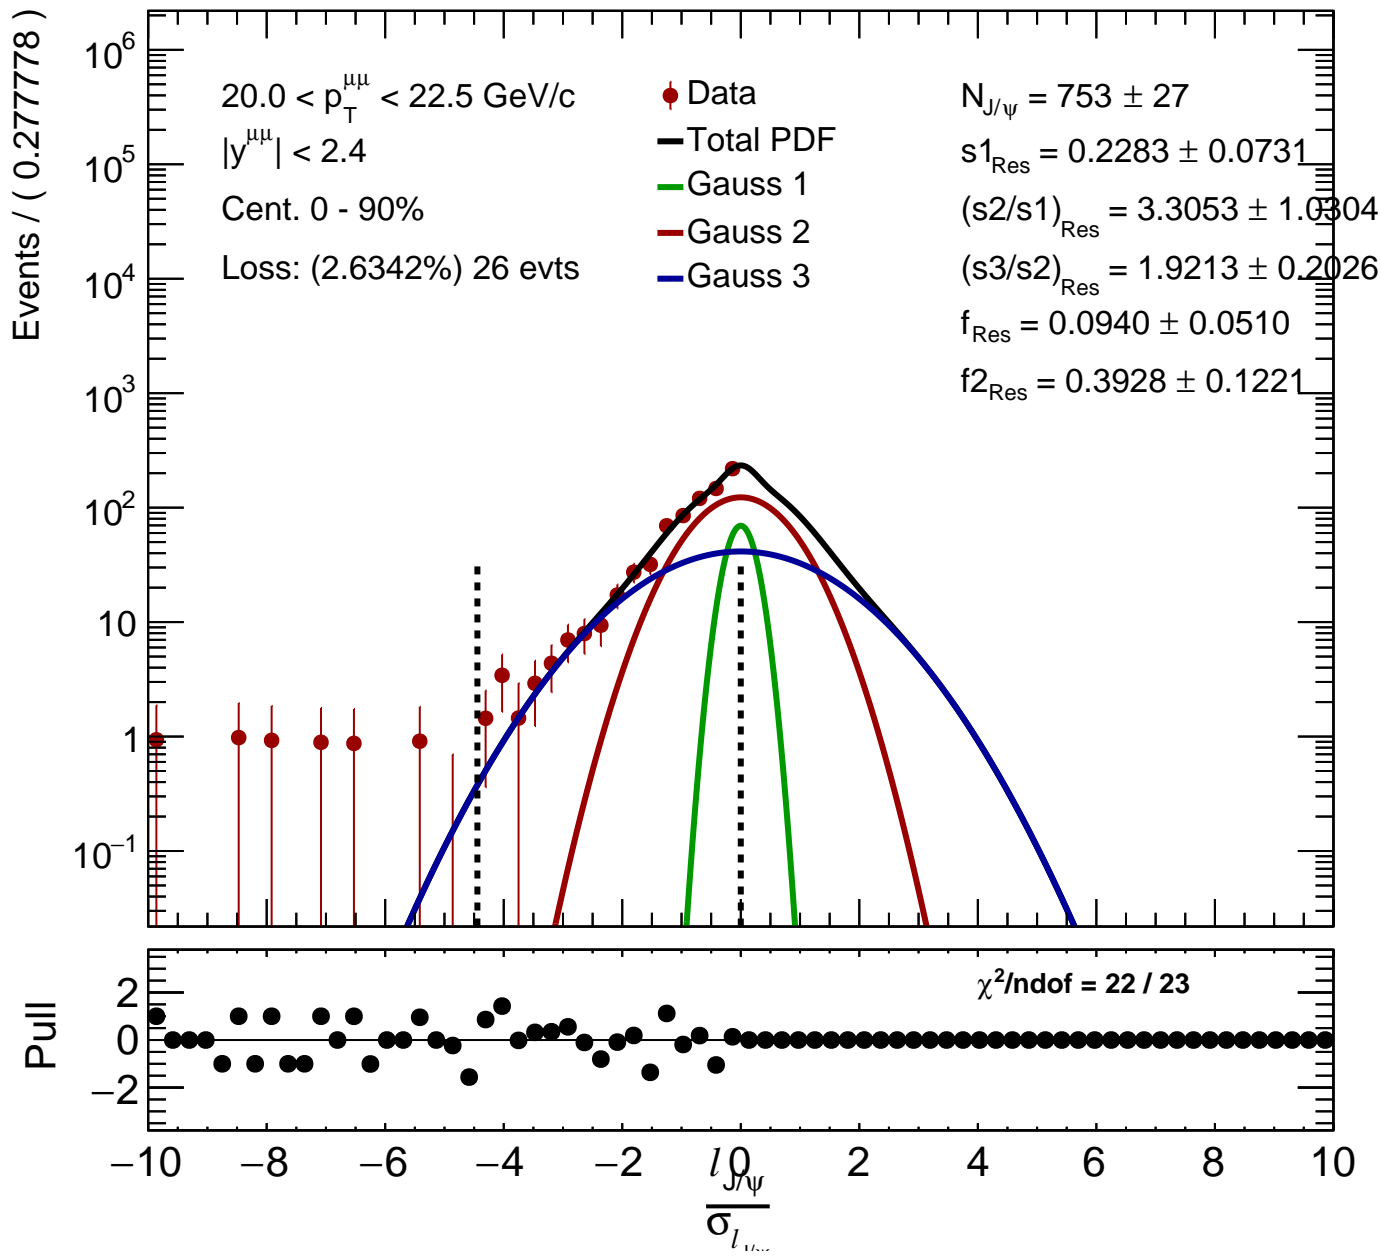 Events / ( 0.277778 )
10^6
10^5
10^4
10^3
10^2
10
1
10^−1
20.0 < p_T^μμ < 22.5 GeV/c
|y^μμ| < 2.4
Cent. 0 - 90%
Loss: (2.6342%) 26 evts
Data
Total PDF
Gauss 1
Gauss 2
Gauss 3
N_J/ψ = 753 ± 27
s1_Res = 0.2283 ± 0.0731
(s2/s1)_Res = 3.3053 ± 1.0304
(s3/s2)_Res = 1.9213 ± 0.2026
f_Res = 0.0940 ± 0.0510
f2_Res = 0.3928 ± 0.1221
Pull
2
0
−2
χ²/ndof = 22 / 23
−10 −8 −6 −4 −2 0 2 4 6 8 10
l_J/ψ
σ_l_J/ψ